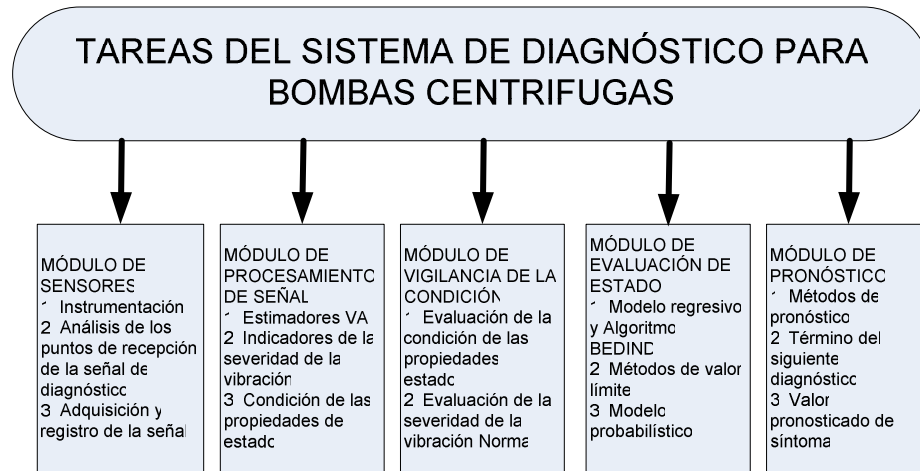 TAREAS DEL SISTEMA DE DIAGNÓSTICO PARA
BOMBAS CENTRIFUGAS
MÓDULO DE
SENSORES
1 Instrumentación
2 Análisis de los
puntos de recepción
de la señal de
diagnóstico
3 Adquisición y
registro de la señal
MÓDULO DE
PROCESAMIENTO
DE SEÑAL
1 Estimadores VA
2 Indicadores de la
severidad de la
vibración
3 Condición de las
propiedades de
estado
MÓDULO DE
VIGILANCIA DE LA
CONDICIÓN
1 Evaluación de la
condición de las
propiedades
estado
2 Evaluación de la
severidad de la
vibración Norma
MÓDULO DE
EVALUACIÓN DE
ESTADO
1 Modelo regresivo
y Algoritmo
BEDIND
2 Métodos de valor
límite
3 Modelo
probabilístico
MÓDULO DE
PRONÓSTICO
1 Métodos de
pronóstico
2 Término del
siguiente
diagnóstico
3 Valor
pronosticado de
síntoma